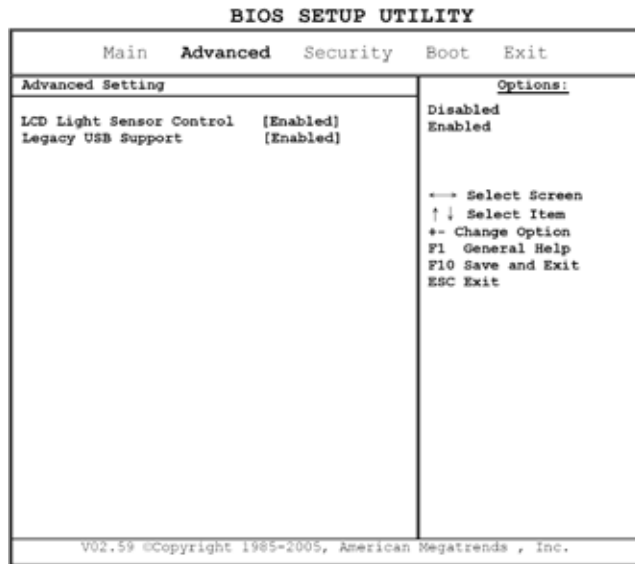 BIOS SETUP UTILITY
Main Advanced Security Boot Exit
Advanced Setting
LCD Light Sensor Control [Enabled]
Legacy USB Support [Enabled]
Options:
Disabled
Enabled
←→ Select Screen
↑↓ Select Item
+- Change Option
F1 General Help
F10 Save and Exit
ESC Exit
V02.59 ©Copyright 1985-2005, American Megatrends , Inc.